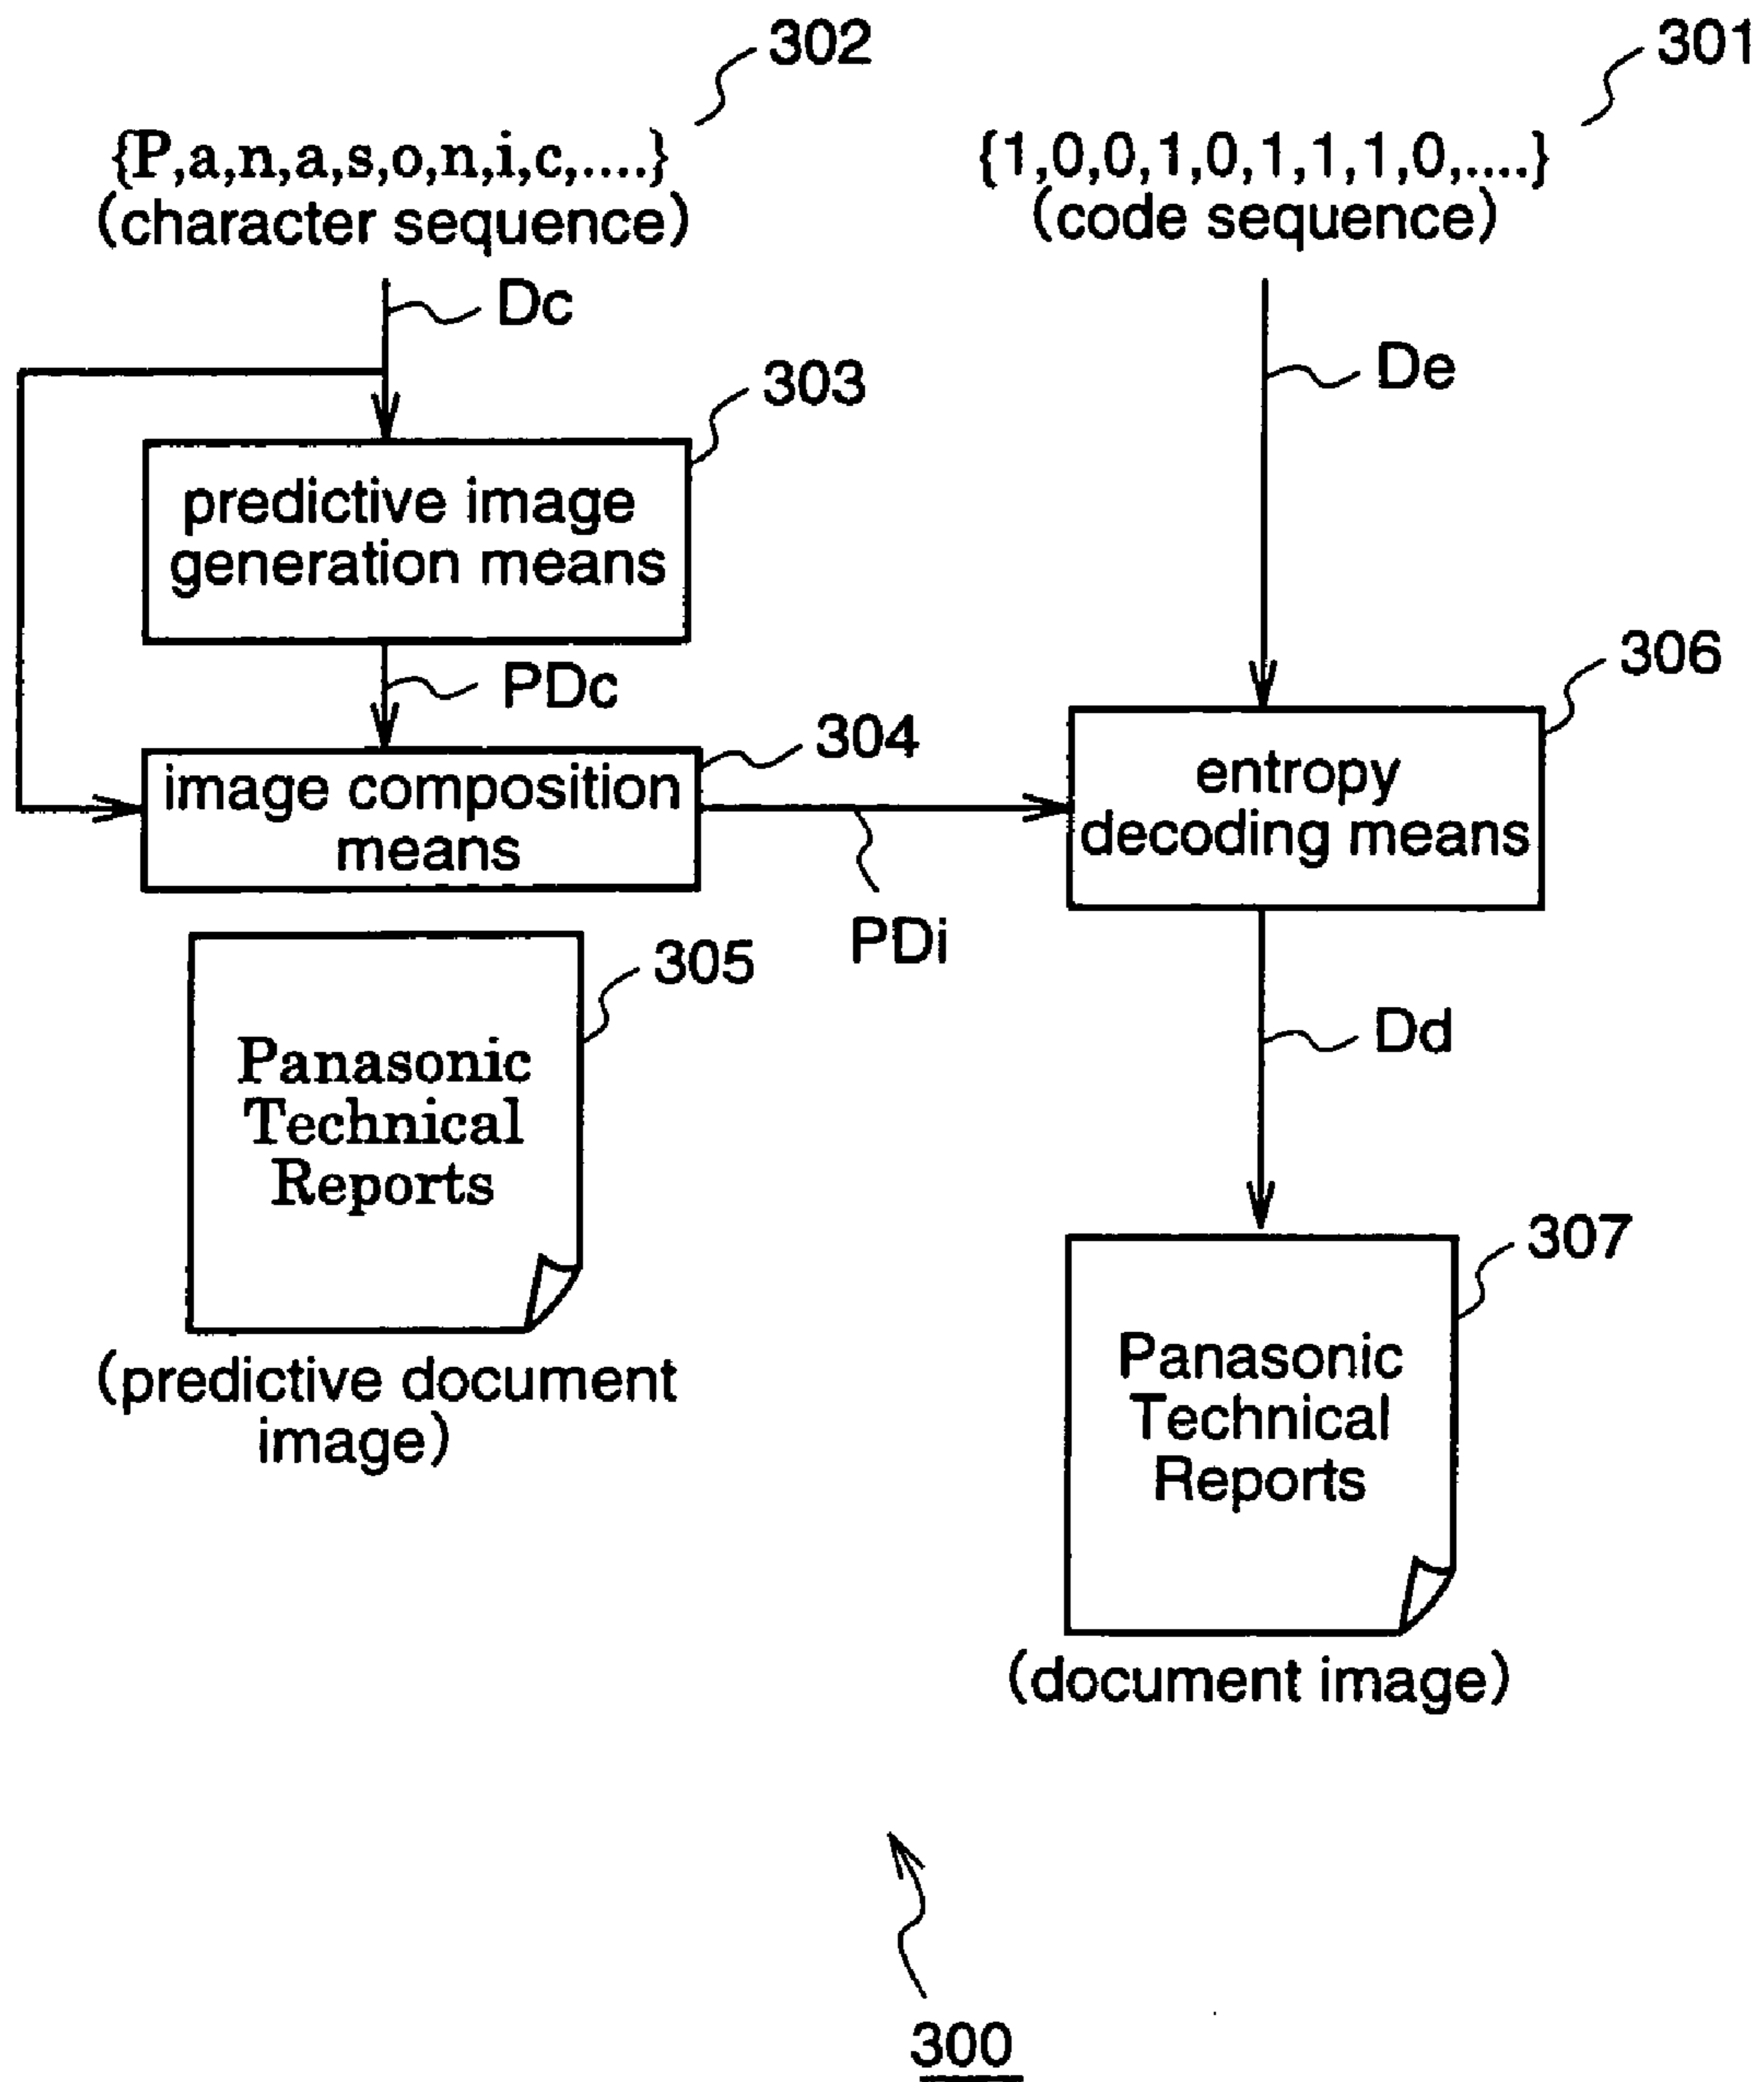 302
301
{P,a,n,a,s,o,n,i,c,....}
(character sequence)
{1,0,0,1,0,1,1,1,0,....}
(code sequence)
Dc
De
303
predictive image
generation means
PDc
304
image composition
means
306
entropy
decoding means
PDi
305
Panasonic
Technical
Reports
(predictive document
image)
Dd
307
Panasonic
Technical
Reports
(document image)
300